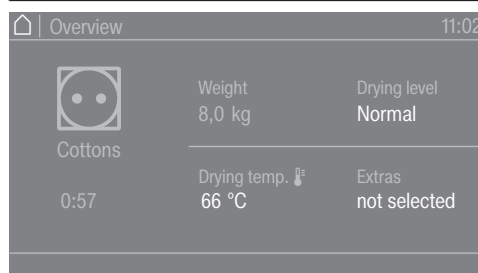 Overview 11:02
Weight
8,0 kg
Drying level
Normal
Cottons
0:57
Drying temp.
66 °C
Extras
not selected